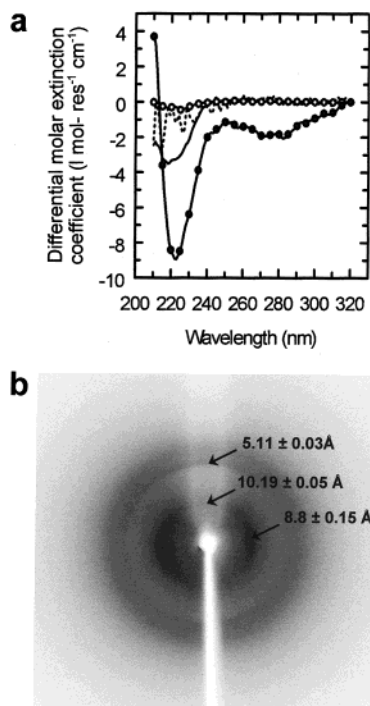 a
4
2
0
-2
-4
-6
-8
-10
200 220 240 260 280 300 320
Differential molar extinction
coefficient (l mol- res⁻¹ cm⁻¹)
Wavelength (nm)
b
5.11 ± 0.03Å
10.19 ± 0.05 Å
8.8 ± 0.15 Å